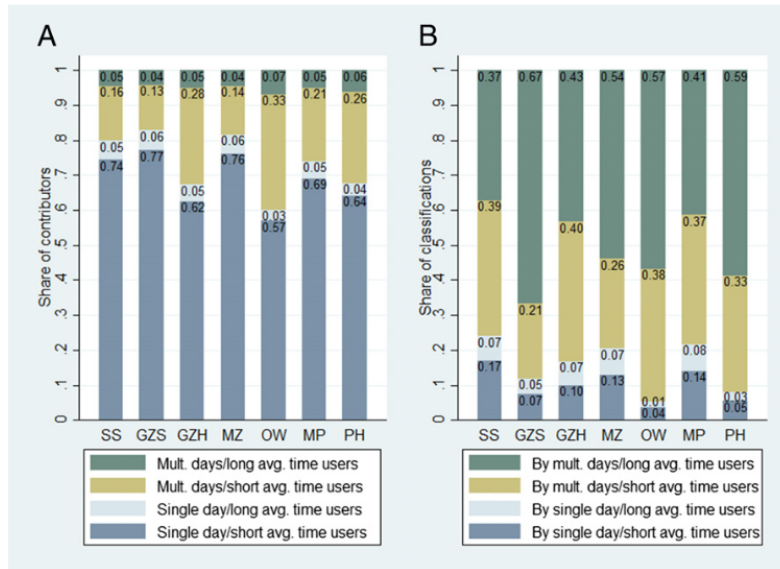 A
Share of contributors
1
.9
.8
.7
.6
.5
.4
.3
.2
.1
0
0.05 0.04 0.05 0.04 0.07 0.05 0.06
0.16 0.13 0.28 0.14 0.33 0.21 0.26
0.05 0.06 0.05 0.06 0.03 0.05 0.04
0.74 0.77 0.62 0.76 0.57 0.69 0.64
SS GZS GZH MZ OW MP PH
Mult. days/long avg. time users
Mult. days/short avg. time users
Single day/long avg. time users
Single day/short avg. time users
B
Share of classifications
1
.9
.8
.7
.6
.5
.4
.3
.2
.1
0
0.37 0.67 0.43 0.54 0.57 0.41 0.59
0.39 0.21 0.40 0.26 0.38 0.37 0.33
0.07 0.05 0.07 0.07 0.01 0.08 0.03
0.17 0.07 0.10 0.13 0.04 0.14 0.05
SS GZS GZH MZ OW MP PH
By mult. days/long avg. time users
By mult. days/short avg. time users
By single day/long avg. time users
By single day/short avg. time users